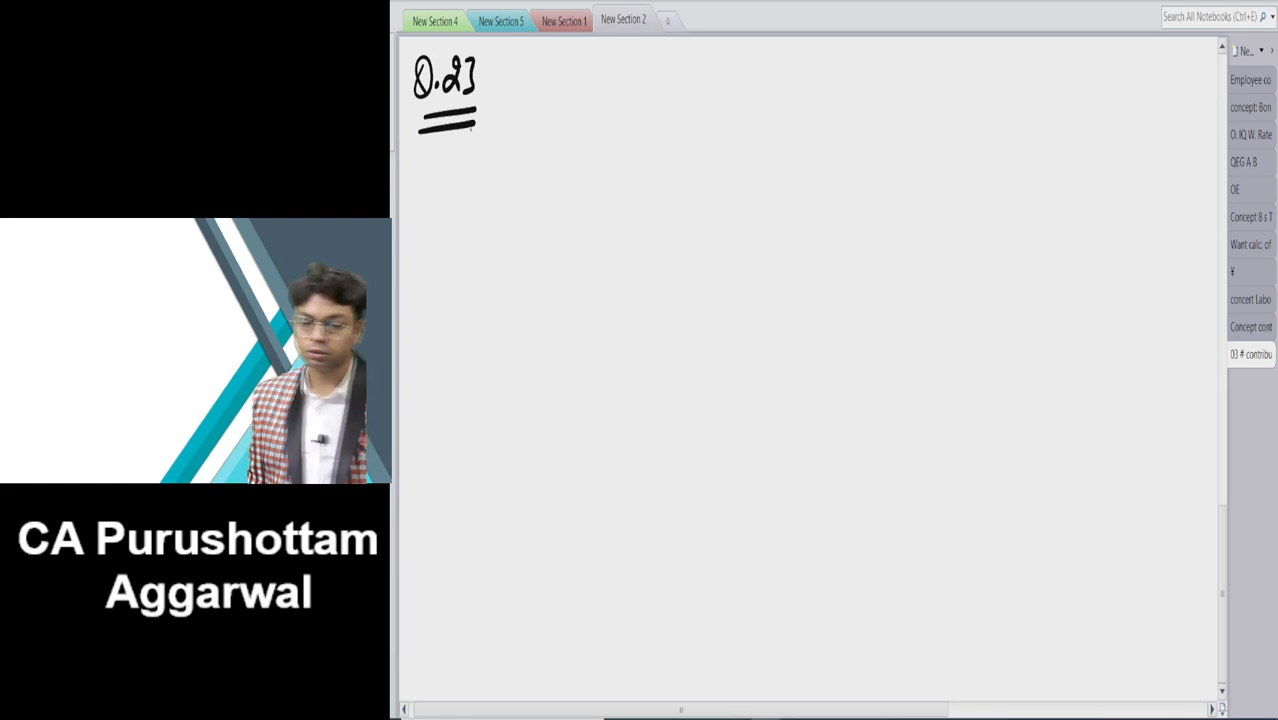 New Section 4
New Section 5
New Section 1
New Section 2
Search All Notebooks (Ctrl+E)
Ne...
Q.23
Employee co
concept: Bon
O. IQ W. Rate
QEG A B
OE
Concept 8 s T
Want calc. of
¥
concert Labo
Concept cont
03 # contribu
CA Purushottam
Aggarwal